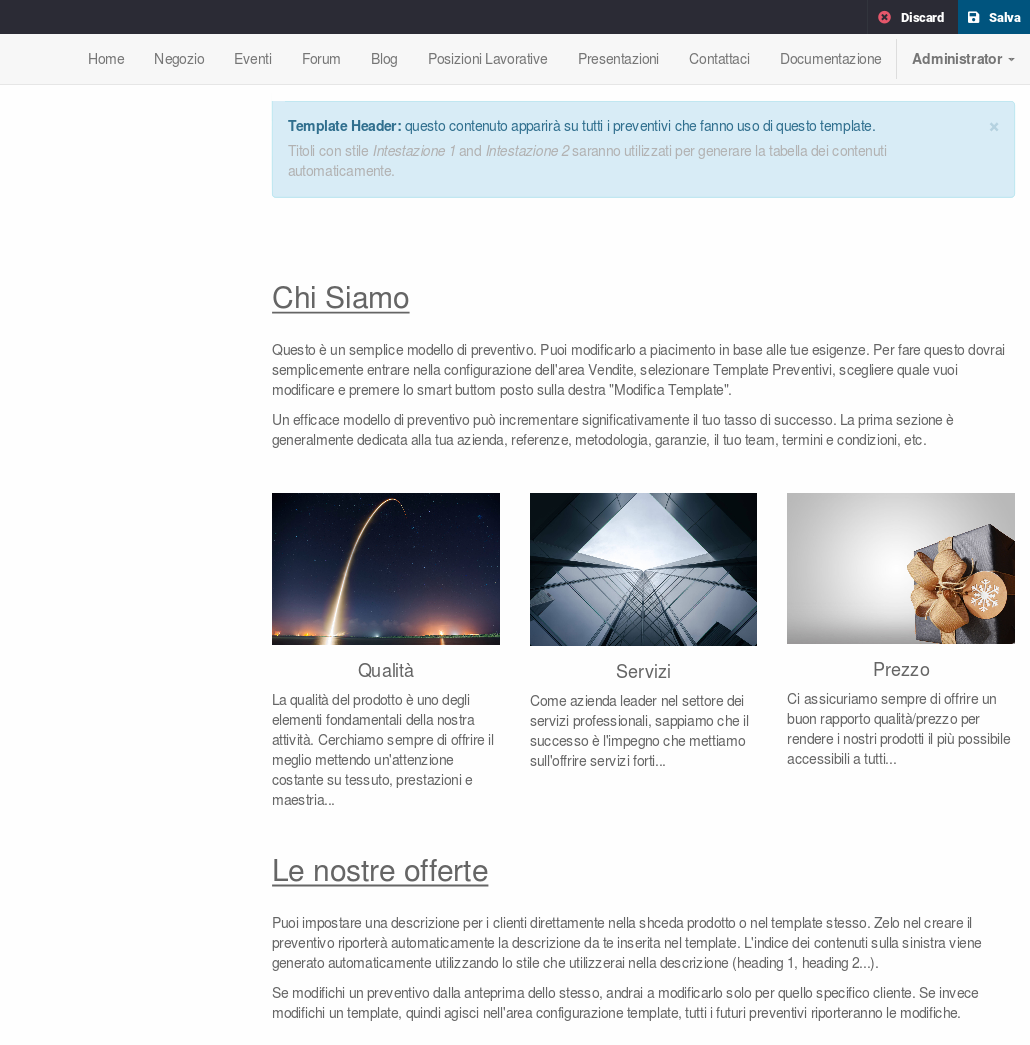 Discard Salva
Home Negozio Eventi Forum Blog Posizioni Lavorative Presentazioni Contattaci Documentazione Administrator
Template Header: questo contenuto apparirà su tutti i preventivi che fanno uso di questo template. ×
Titoli con stile Intestazione 1 and Intestazione 2 saranno utilizzati per generare la tabella dei contenuti
automaticamente.
Chi Siamo
Questo è un semplice modello di preventivo. Puoi modificarlo a piacimento in base alle tue esigenze. Per fare questo dovrai
semplicemente entrare nella configurazione dell'area Vendite, selezionare Template Preventivi, scegliere quale vuoi
modificare e premere lo smart buttom posto sulla destra "Modifica Template".
Un efficace modello di preventivo può incrementare significativamente il tuo tasso di successo. La prima sezione è
generalmente dedicata alla tua azienda, referenze, metodologia, garanzie, il tuo team, termini e condizioni, etc.
Qualità
La qualità del prodotto è uno degli
elementi fondamentali della nostra
attività. Cerchiamo sempre di offrire il
meglio mettendo un'attenzione
costante su tessuto, prestazioni e
maestria...
Servizi
Come azienda leader nel settore dei
servizi professionali, sappiamo che il
successo è l'impegno che mettiamo
sull'offrire servizi forti...
Prezzo
Ci assicuriamo sempre di offrire un
buon rapporto qualità/prezzo per
rendere i nostri prodotti il più possibile
accessibili a tutti...
Le nostre offerte
Puoi impostare una descrizione per i clienti direttamente nella shceda prodotto o nel template stesso. Zelo nel creare il
preventivo riporterà automaticamente la descrizione da te inserita nel template. L'indice dei contenuti sulla sinistra viene
generato automaticamente utilizzando lo stile che utilizzerai nella descrizione (heading 1, heading 2...).
Se modifichi un preventivo dalla anteprima dello stesso, andrai a modificarlo solo per quello specifico cliente. Se invece
modifichi un template, quindi agisci nell'area configurazione template, tutti i futuri preventivi riporteranno le modifiche.